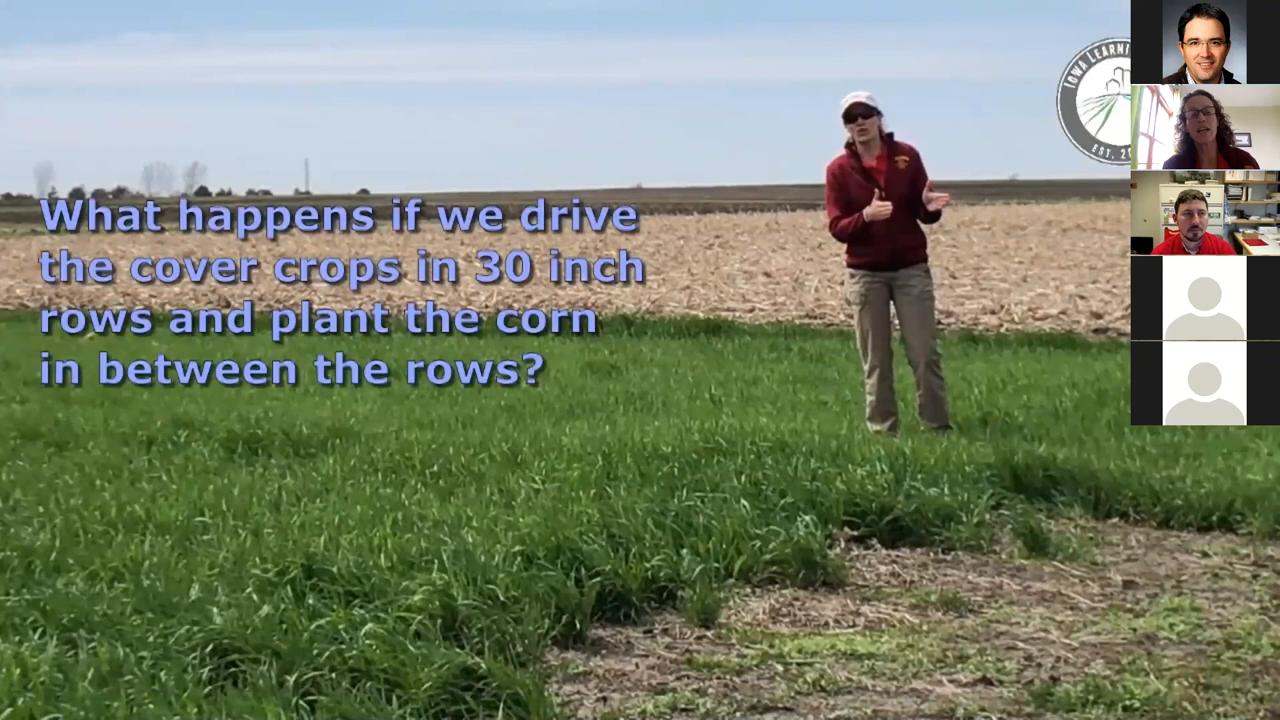 What happens if we drive
the cover crops in 30 inch
rows and plant the corn
in between the rows?
IOWA LEARNI
EST. 20